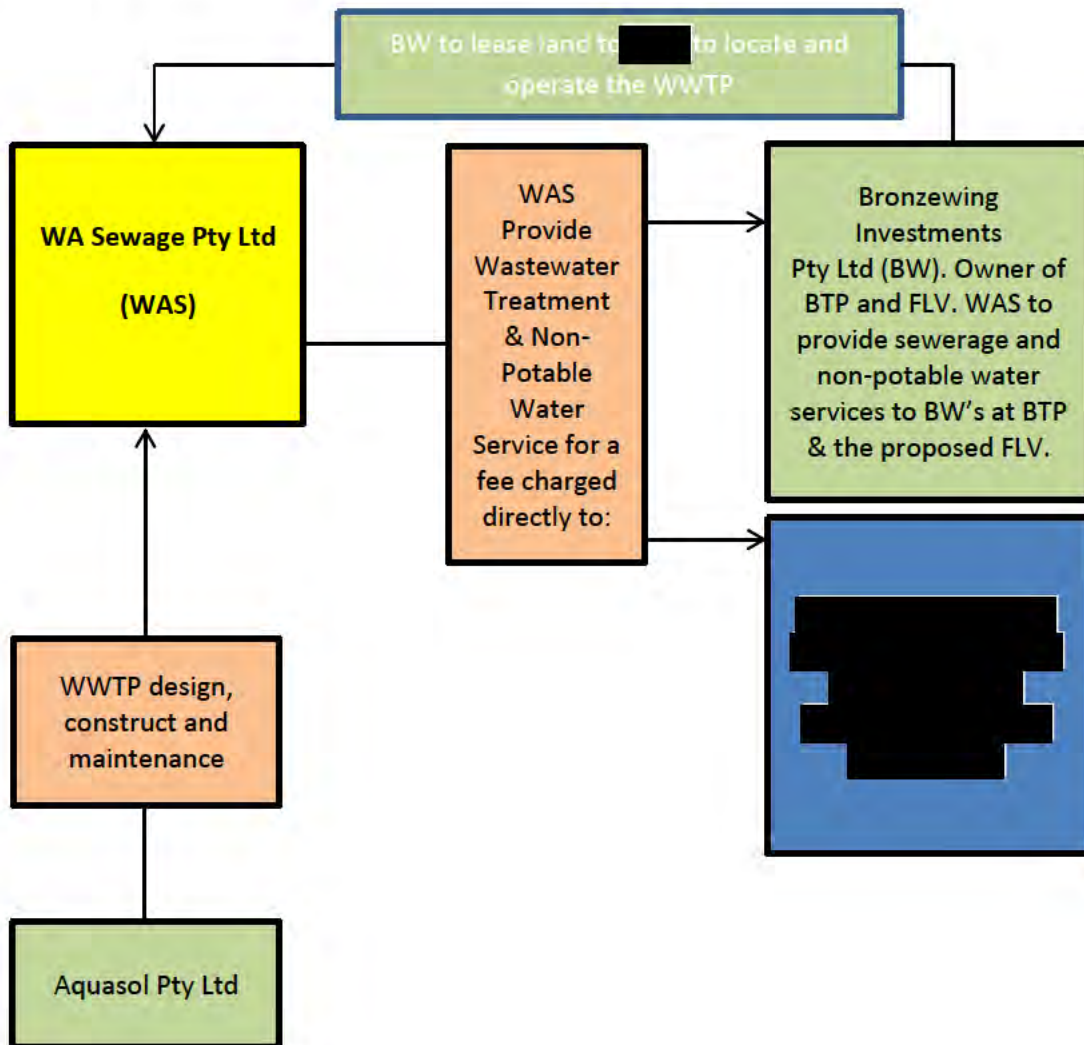 BW to lease land to to locate and
operate the WWTP
WA Sewage Pty Ltd
(WAS)
WAS
Provide
Wastewater
Treatment
& Non-
Potable
Water
Service for a
fee charged
directly to:
Bronzewing
Investments
Pty Ltd (BW). Owner of
BTP and FLV. WAS to
provide sewerage and
non-potable water
services to BW's at BTP
& the proposed FLV.
WWTP design,
construct and
maintenance
Aquasol Pty Ltd